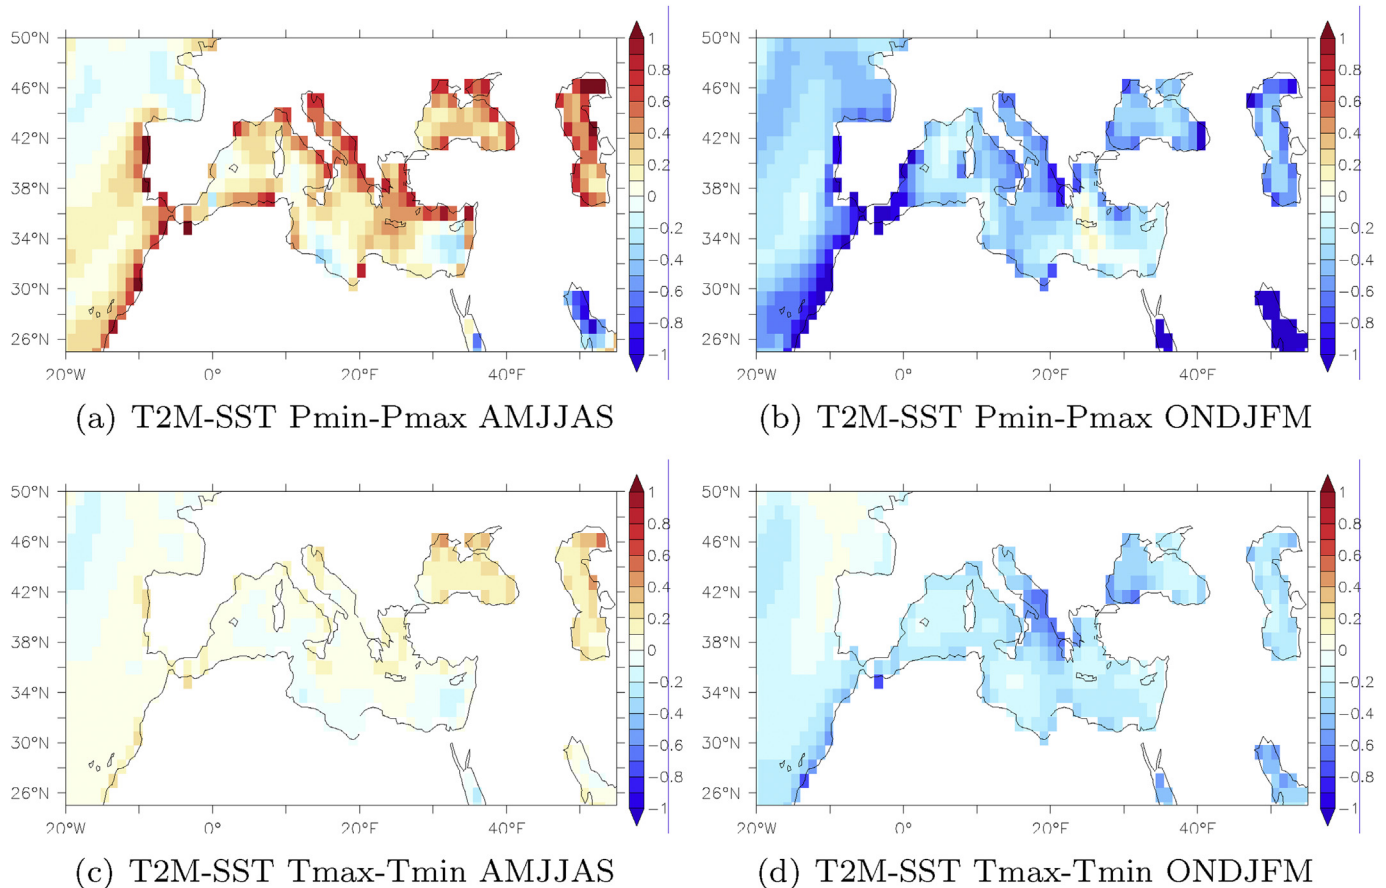 50°N
46°N
42°N
38°N
34°N
30°N
26°N
20°W 0° 20°E 40°E
1
0.8
0.6
0.4
0.2
0
−0.2
−0.4
−0.6
−0.8
−1
(a) T2M-SST Pmin-Pmax AMJJAS
50°N
46°N
42°N
38°N
34°N
30°N
26°N
20°W 0° 20°E 40°E
1
0.8
0.6
0.4
0.2
0
−0.2
−0.4
−0.6
−0.8
−1
(b) T2M-SST Pmin-Pmax ONDJFM
50°N
46°N
42°N
38°N
34°N
30°N
26°N
20°W 0° 20°E 40°E
1
0.8
0.6
0.4
0.2
0
−0.2
−0.4
−0.6
−0.8
−1
(c) T2M-SST Tmax-Tmin AMJJAS
50°N
46°N
42°N
38°N
34°N
30°N
26°N
20°W 0° 20°E 40°E
1
0.8
0.6
0.4
0.2
0
−0.2
−0.4
−0.6
−0.8
−1
(d) T2M-SST Tmax-Tmin ONDJFM